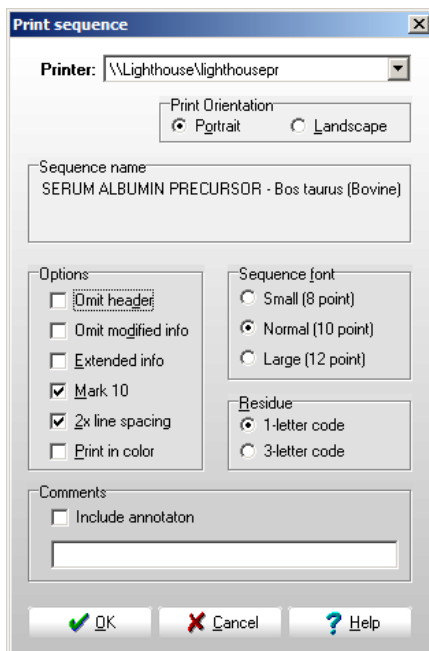 Print sequence
Printer: \\Lighthouse\lighthousepr
Print Orientation
Portrait Landscape
Sequence name
SERUM ALBUMIN PRECURSOR - Bos taurus (Bovine)
Options
Omit header
Omit modified info
Extended info
Mark 10
2x line spacing
Print in color
Sequence font
Small (8 point)
Normal (10 point)
Large (12 point)
Residue
1-letter code
3-letter code
Comments
Include annotaton
OK Cancel Help